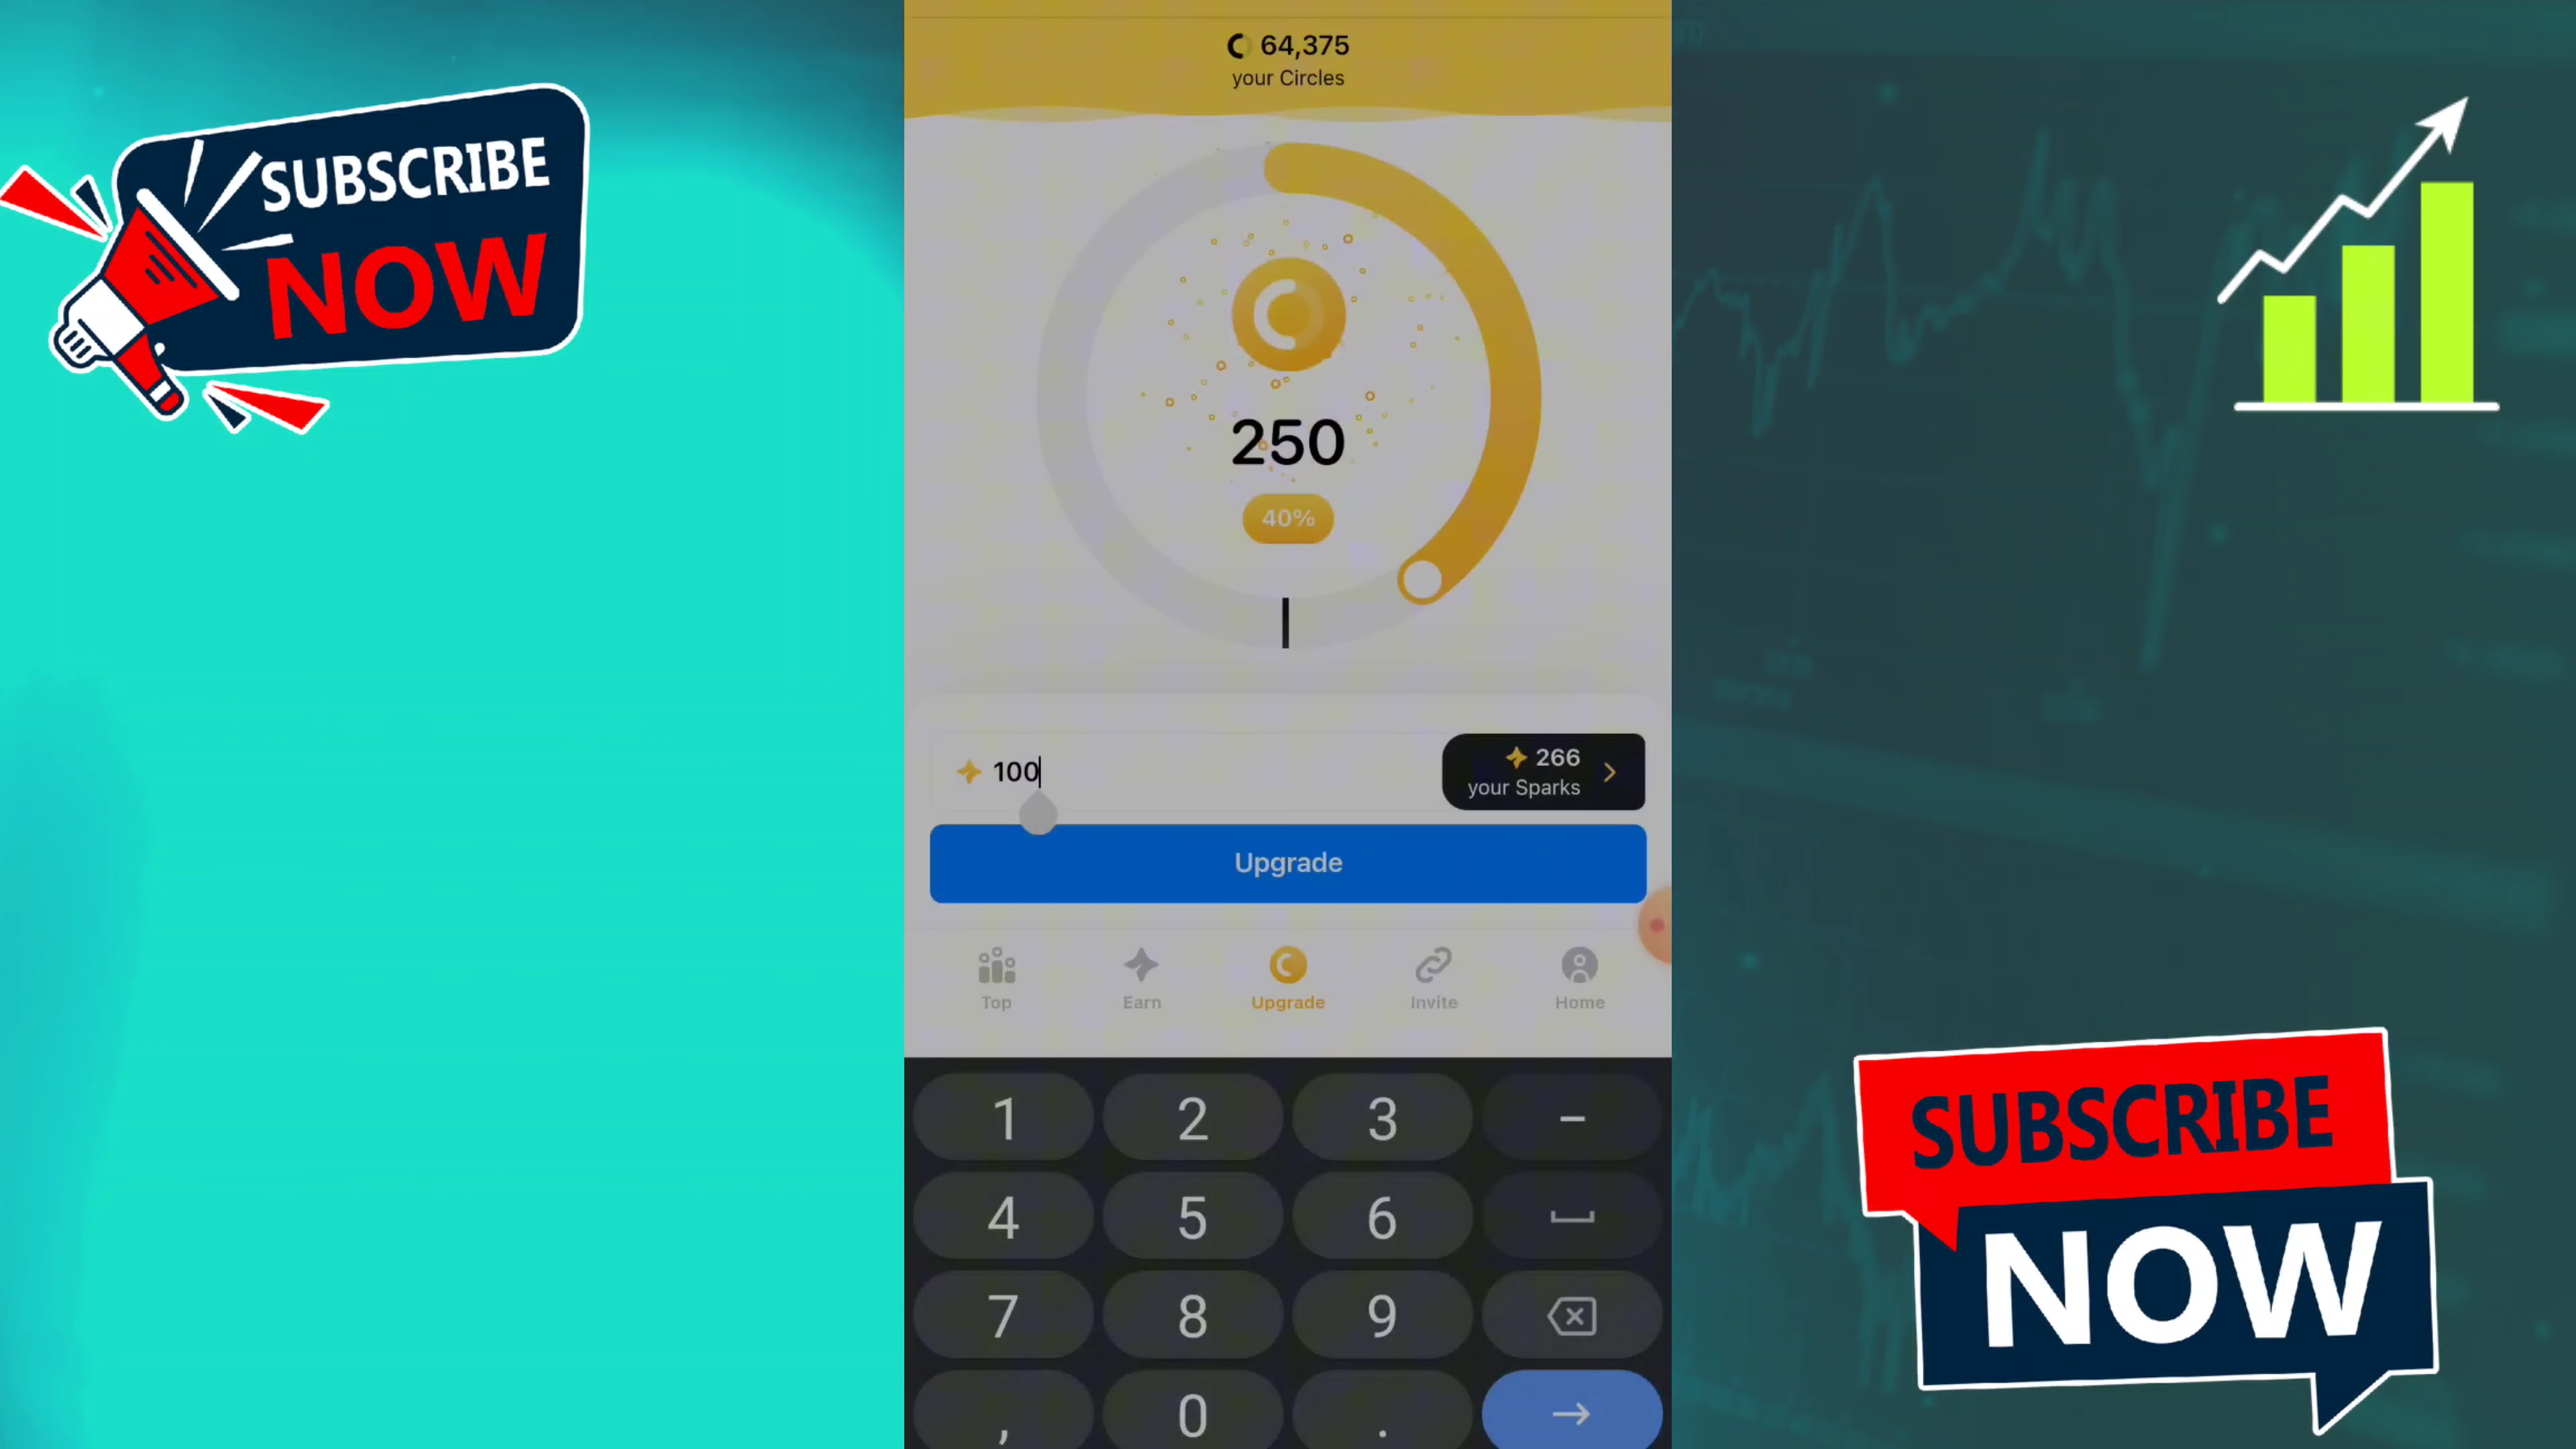 SUBSCRIBE
NOW
64,375
your Circles
250
40%
100
266
your Sparks
Upgrade
Top
Earn
Upgrade
Invite
Home
1 2 3 -
4 5 6
7 8 9
, 0 .
SUBSCRIBE
NOW